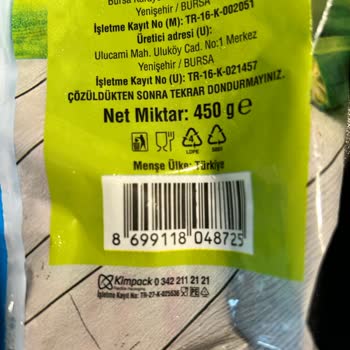 Yenişehir / BURSA
İşletme Kayıt No (M): TR-16-K-002051
Üretici adresi (U):
Ulucami Mah. Uluköy Cad. No:1 Merkez
Yenişehir / BURSA
İşletme Kayıt No (U): TR-16-K-021457
ÇÖZÜLDÜKTEN SONRA TEKRAR DONDURMAYINIZ.
Net Miktar: 450 g e
4
LDPE
Menşe Ülke: Türkiye
8 699118 048725
Kimpack 0 342 211 21 21